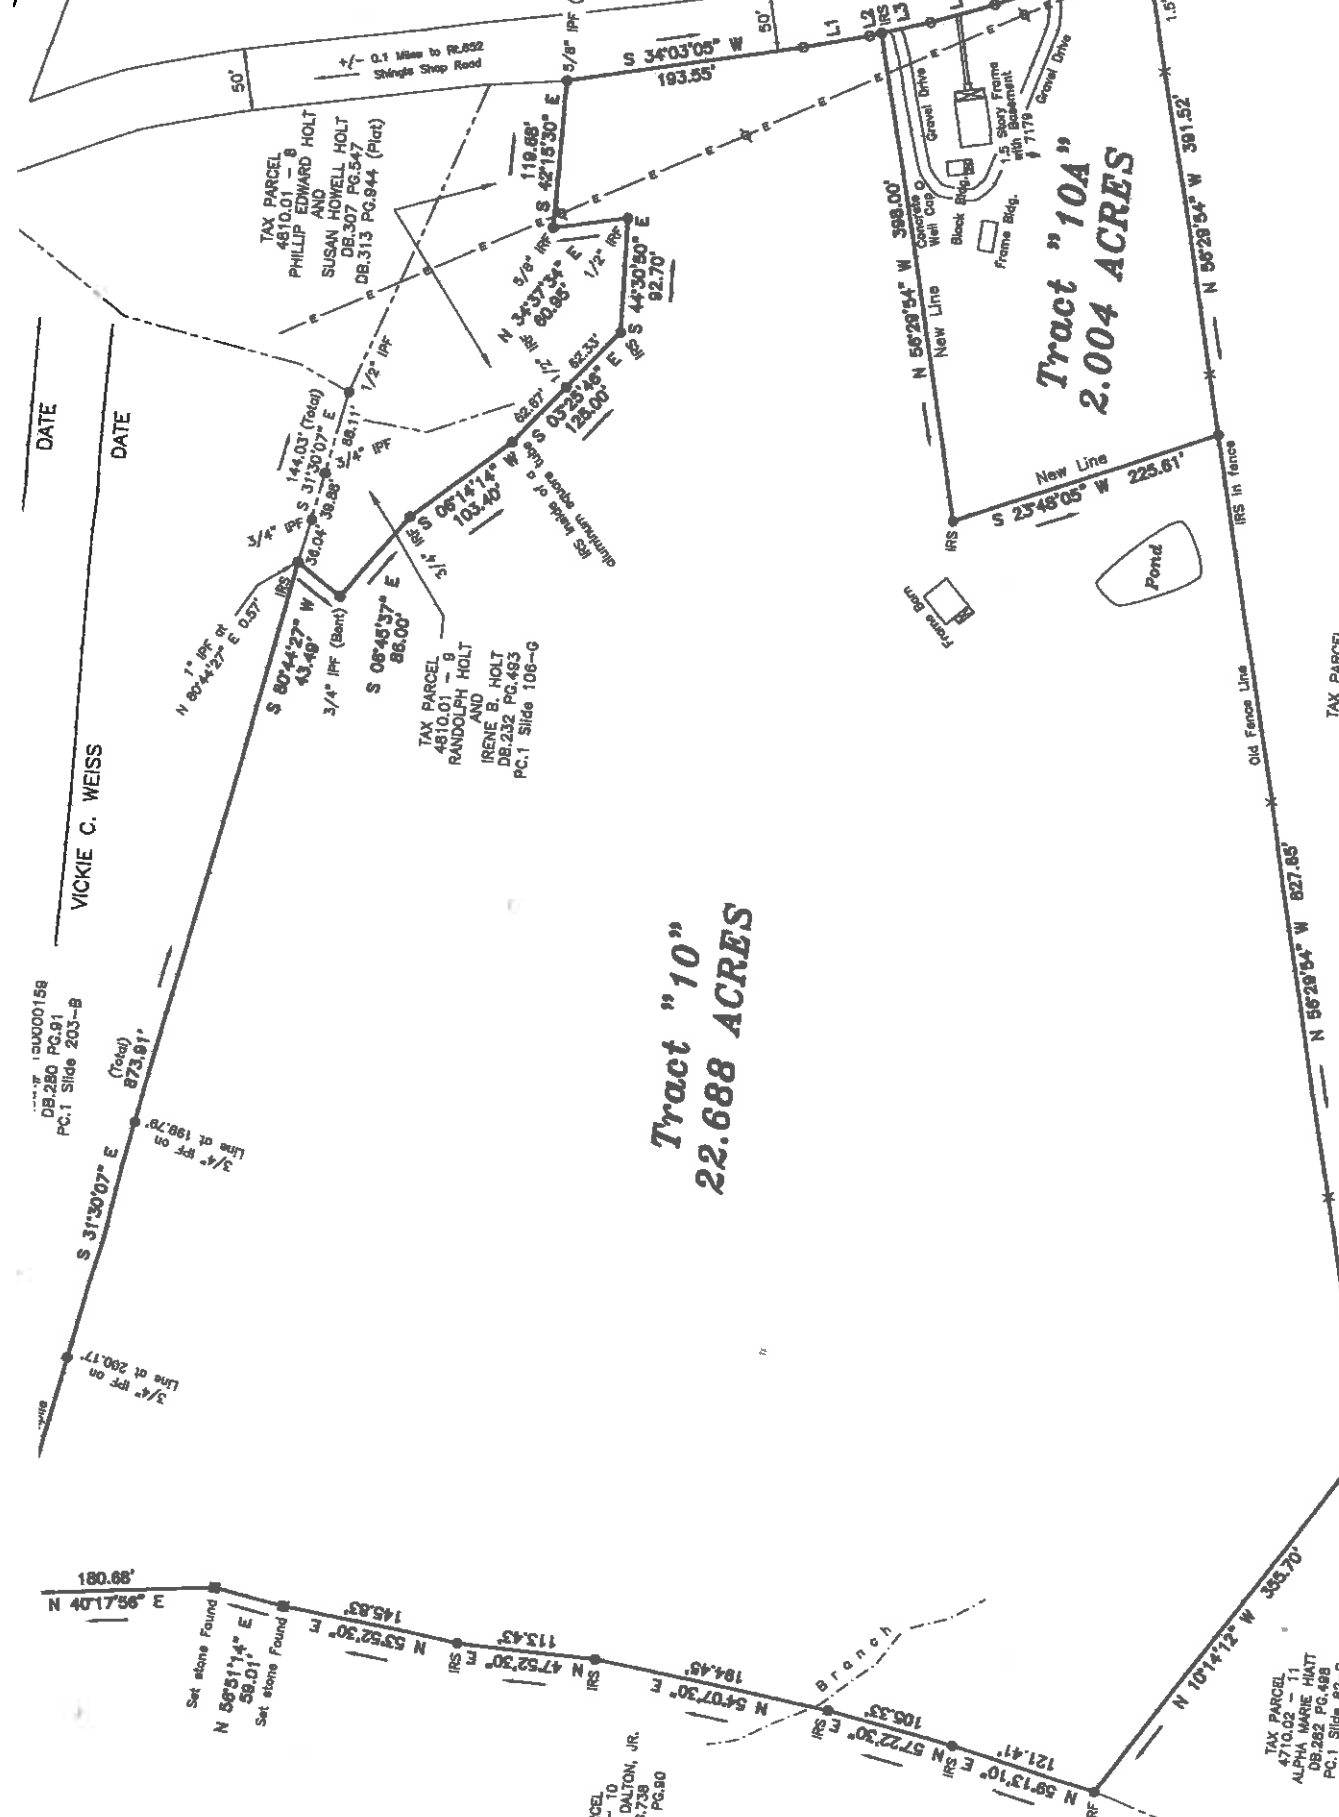 +/- 0.1 Miles to Rt.652
Shingle Shop Road
50'
50'
5/8" IPF
S 34°03'05" W
193.55'
L1
L2
IRS
L3
TAX PARCEL
4810.01 - 8
PHILLIP EDWARD HOLT
AND
SUSAN HOWELL HOLT
DB.307 PG.547
DB.313 PG.944 (Plat)
119.68'
S 42°15'30" E
5/8" IRF
N 34°37'34" E
60.95'
1/2" IRF
S 44°30'50" E
92.70'
IRS
1/2"
62.33'
62.67'
S 03°25'46" E
125.00'
IRS inside of a
aluminum square tube
S 06°14'14" W
103.40'
3/4"
S 06°45'37" E
86.00'
3/4" IPF (Bent)
S 80°44'27" W
43.49'
IRS
1" IPF at
N 80°44'27" E 0.57'
3/4" IPF
36.04'
39.88'
3/4" IPF
144.03' (Total)
S 31°30'07" E
68.11'
1/2" IPF
TAX PARCEL
4810.01 - 9
RANDOLPH HOLT
AND
IRENE B. HOLT
DB.232 PG.493
PC.1 Slide 106-G
DATE
DATE
VICKIE C. WEISS
DB.280 PG.91
PC.1 Slide 203-B
(Total)
873.91'
S 31°30'07" E
3/4" IPF on
Line at 199.79'
3/4" IPF on
Line at 200.17'
Gravel Drive
Gravel Drive
1.5 Story Frame
with Basement
# 7179
Block Bldg.
Frame Bldg.
Concrete
Well Cap
398.00'
N 56°29'54" W
New Line
Tract "10A"
2.004 ACRES
1.5'
391.52'
N 56°29'54" W
New Line
S 23°48'05" W 225.61'
IRS
IRS in fence
Pond
Frame Barn
Old Fence Line
TAX PARCEL
N 56°29'54" W 827.65'
Tract "10"
22.688 ACRES
180.66'
N 40°17'56" E
Set stone Found
N 56°51'14" E
59.01'
Set stone Found
145.83'
N 53°52'30" E
IRS
113.43'
N 47°52'30" E
IRS
194.45'
N 54°07'30" E
Branch
IRS
105.33'
N 57°22'30" E
IRS
121.41'
N 59°13'10" E
N 10°14'12" W 355.70'
TAX PARCEL
4710.02 - 11
ALPHA MARIE HIATT
DB.262 PG.498
DALTON, JR.
PG.90